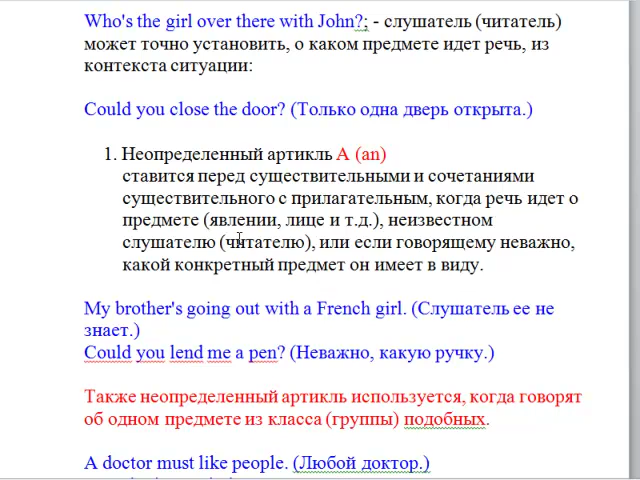 Who's the girl over there with John?; - слушатель (читатель)
может точно установить, о каком предмете идет речь, из
контекста ситуации:
Could you close the door? (Только одна дверь открыта.)
1. Неопределенный артикль A (an)
ставится перед существительными и сочетаниями
существительного с прилагательным, когда речь идет о
предмете (явлении, лице и т.д.), неизвестном
слушателю (читателю), или если говорящему неважно,
какой конкретный предмет он имеет в виду.
My brother's going out with a French girl. (Слушатель ее не
знает.)
Could you lend me a pen? (Неважно, какую ручку.)
Также неопределенный артикль используется, когда говорят
об одном предмете из класса (группы) подобных.
A doctor must like people. (Любой доктор.)